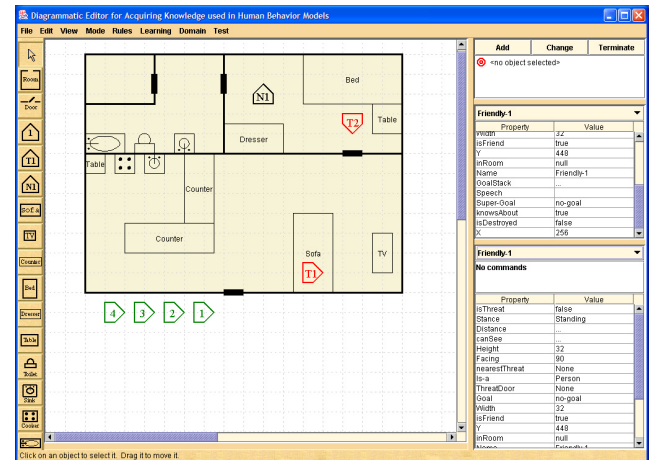 Diagrammatic Editor for Acquiring Knowledge used in Human Behavior Models
File Edit View Mode Rules Learning Domain Test
Room
Door
1
T1
N1
Sofa
TV
Counter
Bed
Dresser
Table
Toilet
Sink
Cooker
N1
Bed
T2
Table
Dresser
Table
Counter
Counter
Sofa
T1
TV
4 3 2 1
Add Change Terminate
<no object selected>
Friendly-1
Property Value
Width 32
isFriend true
Y 448
inRoom null
Name Friendly-1
GoalStack ...
Speech
Super-Goal no-goal
knowsAbout true
isDestroyed false
X 256
Friendly-1
No commands
Property Value
isThreat false
Stance Standing
Distance ...
canSee ...
Height 32
Facing 90
nearestThreat None
Is-a Person
ThreatDoor None
Goal no-goal
Width 32
isFriend true
Y 448
inRoom null
Name Friendly-1
Click on an object to select it. Drag it to move it.